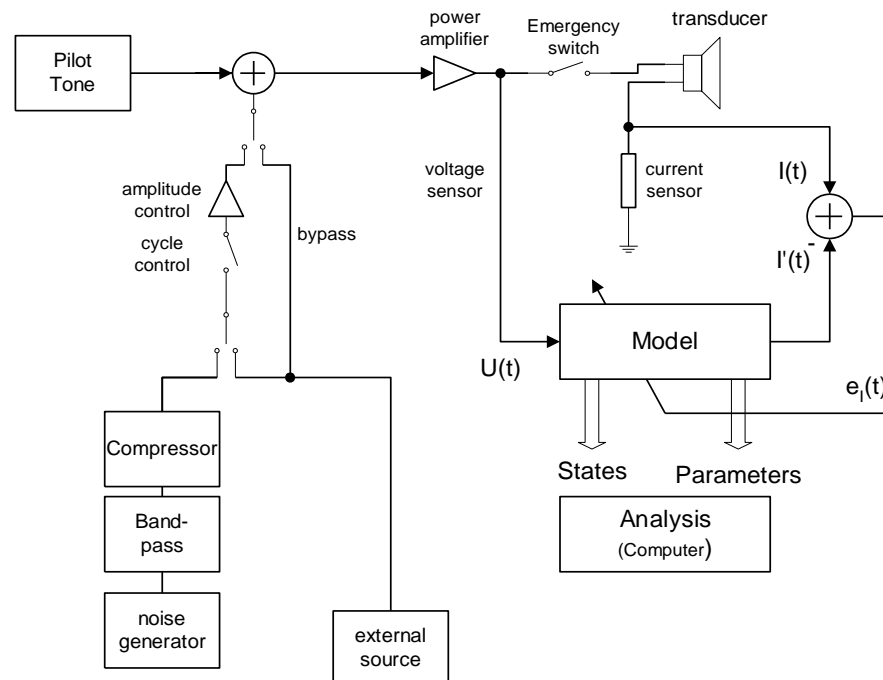 power
amplifier
Emergency
switch
transducer
Pilot
Tone
voltage
sensor
current
sensor
I(t)
amplitude
control
cycle
control
bypass
I'(t)
-
Model
U(t)
e_I(t)
Compressor
States
Parameters
Band-
pass
Analysis
(Computer)
noise
generator
external
source